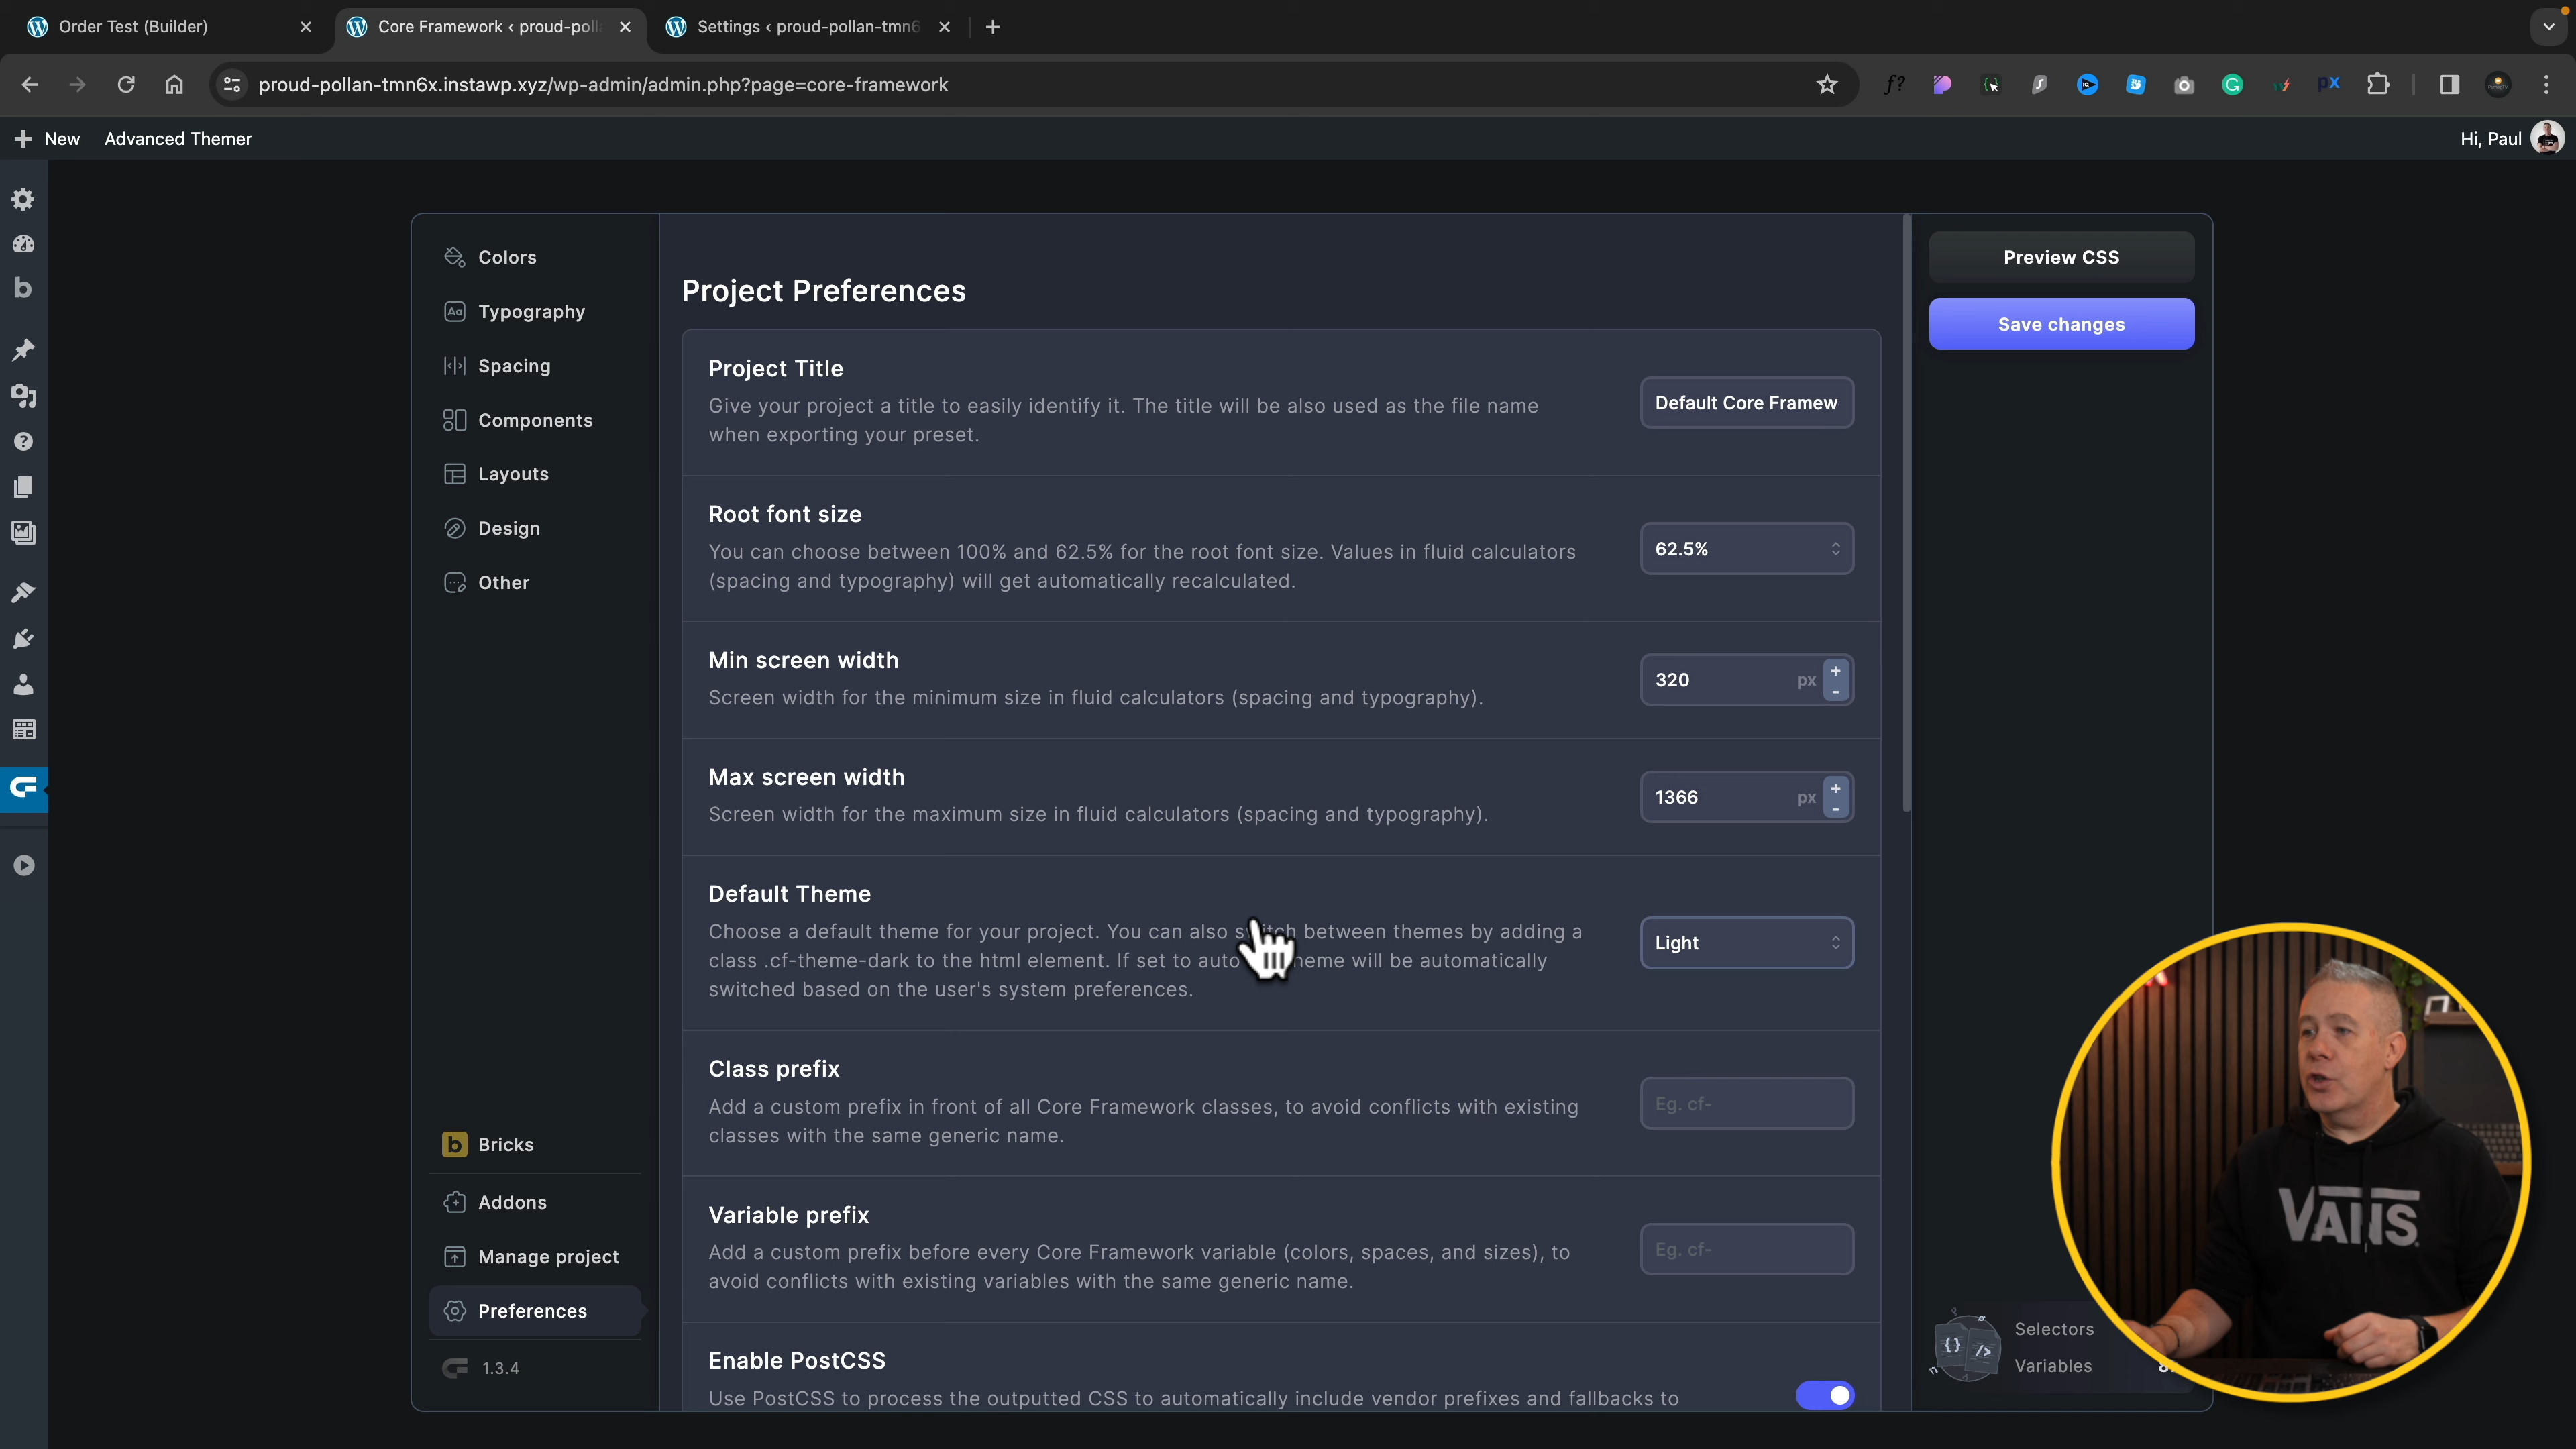 Order Test (Builder)
Core Framework ‹ proud-poll
Settings ‹ proud-pollan-tmn6
proud-pollan-tmn6x.instawp.xyz/wp-admin/admin.php?page=core-framework
New
Advanced Themer
Hi, Paul
Colors
Typography
Spacing
Components
Layouts
Design
Other
Bricks
Addons
Manage project
Preferences
1.3.4
Project Preferences
Project Title
Give your project a title to easily identify it. The title will be also used as the file name
when exporting your preset.
Default Core Framew
Root font size
You can choose between 100% and 62.5% for the root font size. Values in fluid calculators
(spacing and typography) will get automatically recalculated.
62.5%
Min screen width
Screen width for the minimum size in fluid calculators (spacing and typography).
320 px
Max screen width
Screen width for the maximum size in fluid calculators (spacing and typography).
1366 px
Default Theme
Choose a default theme for your project. You can also switch between themes by adding a
class .cf-theme-dark to the html element. If set to auto theme will be automatically
switched based on the user's system preferences.
Light
Class prefix
Add a custom prefix in front of all Core Framework classes, to avoid conflicts with existing
classes with the same generic name.
Eg. cf-
Variable prefix
Add a custom prefix before every Core Framework variable (colors, spaces, and sizes), to
avoid conflicts with existing variables with the same generic name.
Eg. cf-
Enable PostCSS
Use PostCSS to process the outputted CSS to automatically include vendor prefixes and fallbacks to
Preview CSS
Save changes
Selectors
Variables
VANS